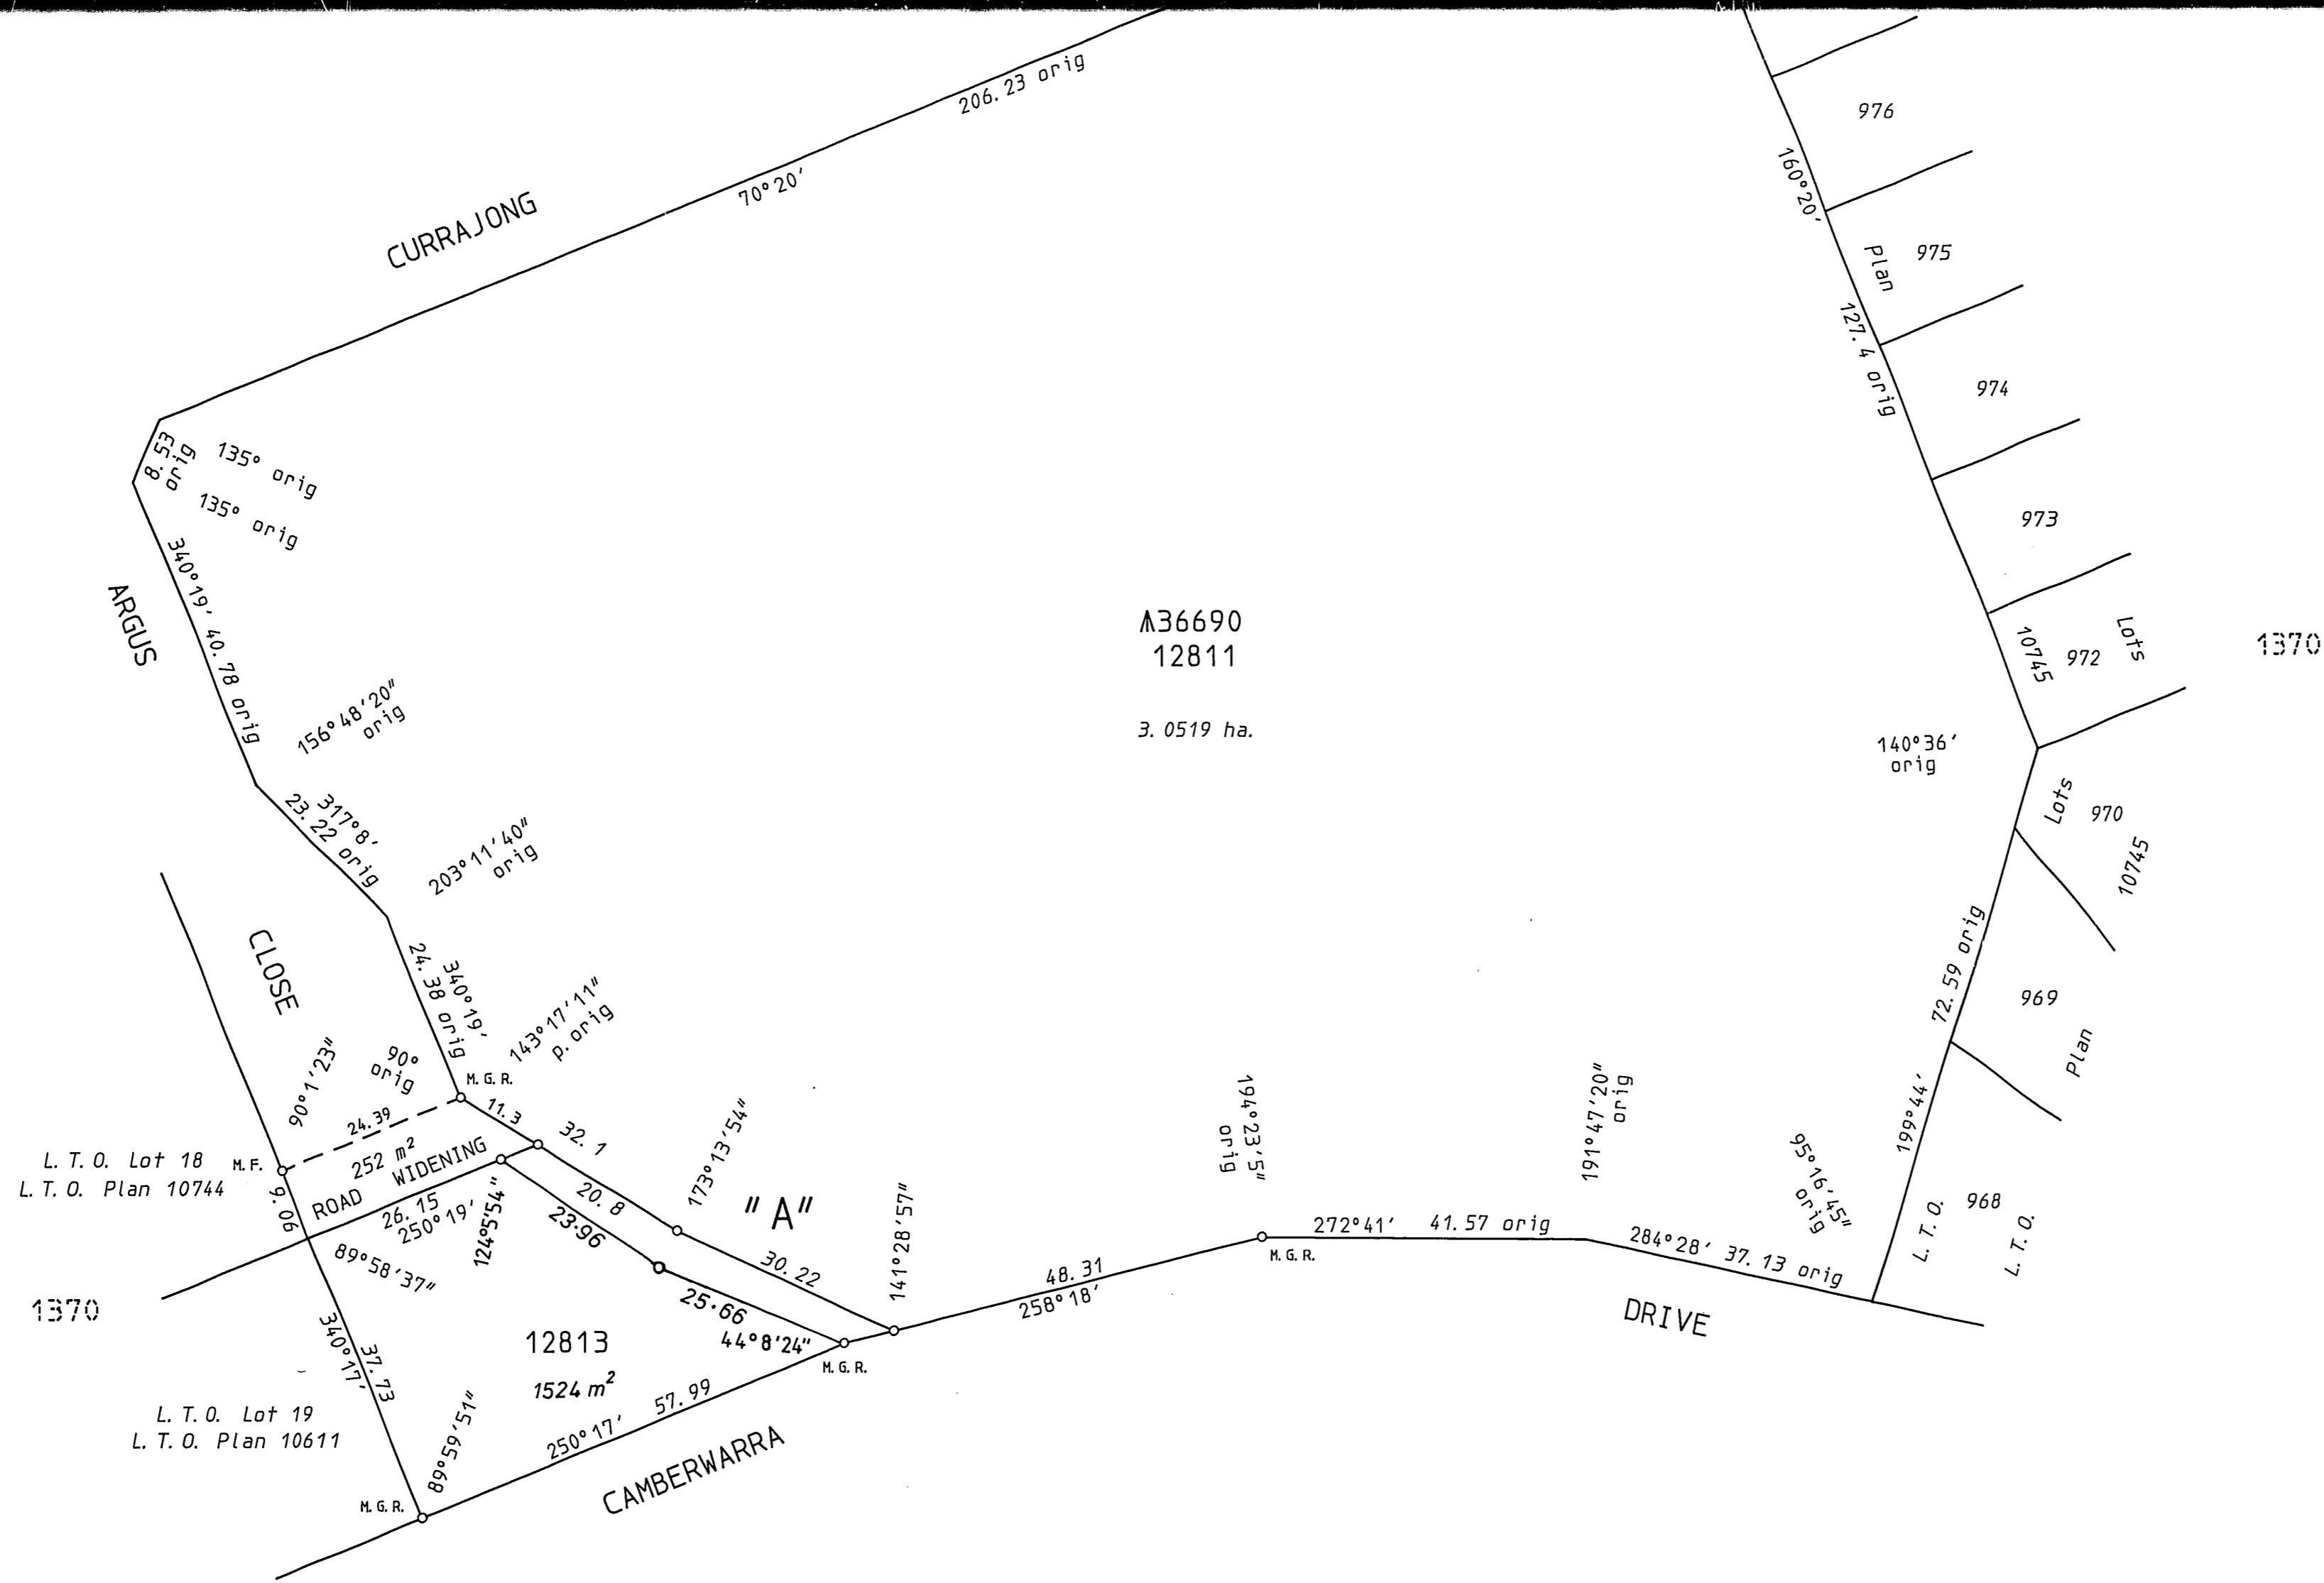 206.23 orig
70°20'
CURRAJONG
976
160°20'
Plan
975
127.4 orig
974
973
8.53
orig
135° orig
135° orig
340°19' 40.78 orig
ARGUS
⩚36690
12811
3.0519 ha.
Lots
10745
972
1370
156°48'20"
orig
140°36'
orig
317°8'
23.22 orig
Lots
970
10745
203°11'40"
orig
CLOSE
340°19'
24.38 orig
72.59 orig
969
Plan
143°17'11"
p. orig
90°1'23"
90°
orig
M.G.R.
24.39
11.3
32.1
173°13'54"
194°23'5"
orig
191°47'20"
orig
95°16'45"
orig
199°44'
L.T.O. Lot 18
L.T.O. Plan 10744
M.F.
252 m²
ROAD WIDENING
9.06
26.15
250°19'
124°5'54"
20.8
23.96
"A"
141°28'57"
968
L.T.O.
L.T.O.
272°41' 41.57 orig
284°28' 37.13 orig
M.G.R.
89°58'37"
30.22
48.31
258°18'
1370
25.66
DRIVE
12813
44°8'24"
340°17'
37.73
M.G.R.
1524 m²
57.99
250°17'
L.T.O. Lot 19
L.T.O. Plan 10611
89°59'51"
CAMBERWARRA
M.G.R.